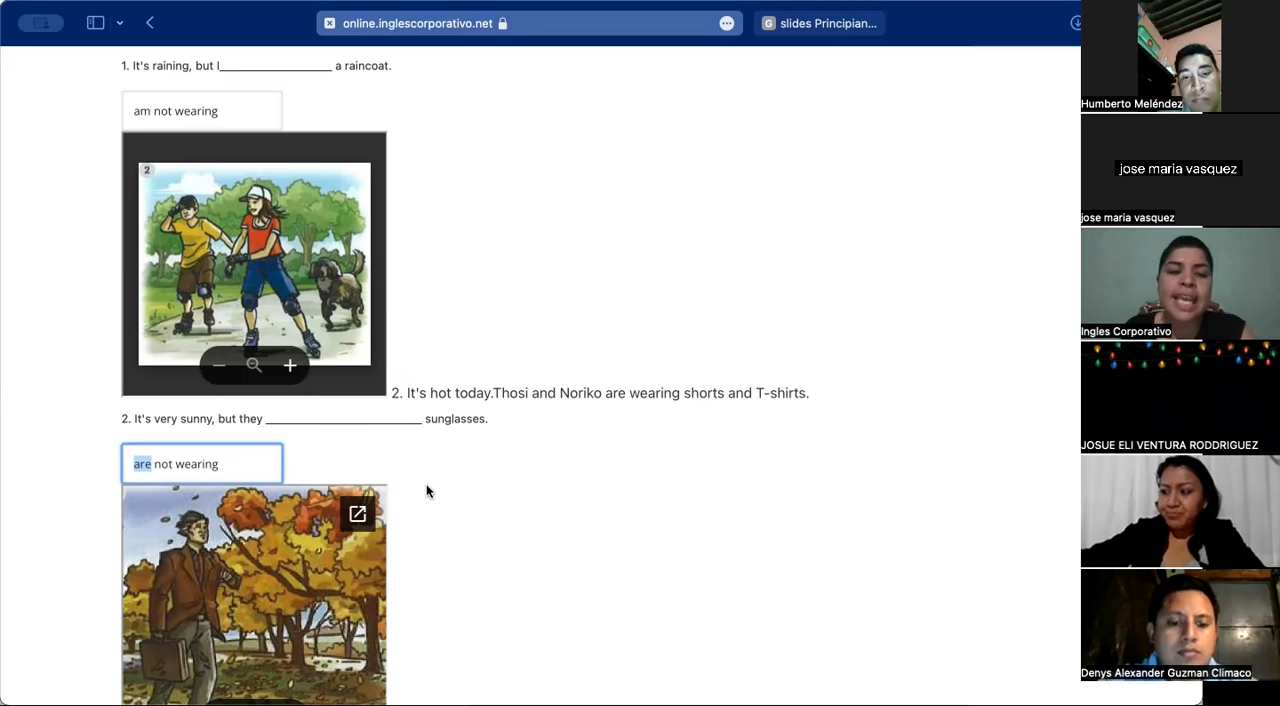 online.inglescorporativo.net
G slides Principian...
1. It's raining, but I_________________ a raincoat.
am not wearing
2
2. It's hot today.Thosi and Noriko are wearing shorts and T-shirts.
2. It's very sunny, but they ________________________ sunglasses.
are not wearing
Humberto Meléndez
jose maria vasquez
jose maria vasquez
Ingles Corporativo
JOSUE ELI VENTURA RODDRIGUEZ
Denys Alexander Guzman Climaco